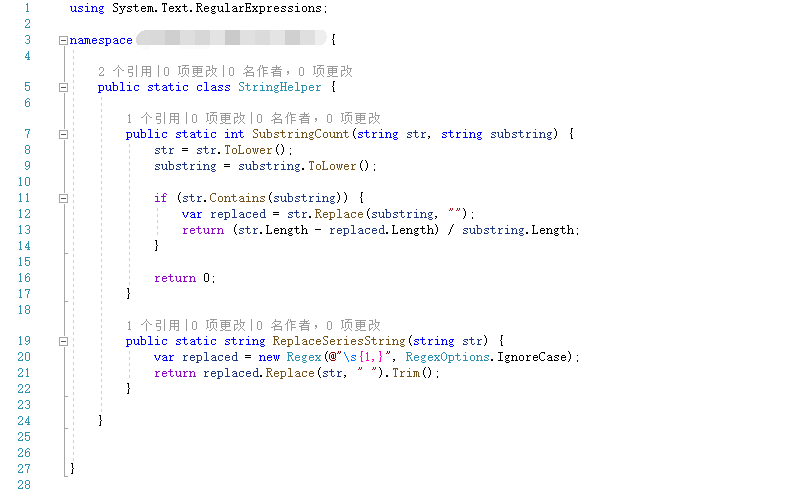 1 using System.Text.RegularExpressions;
2
3 namespace {
4
2 个引用|0 项更改|0 名作者，0 项更改
5 public static class StringHelper {
6
1 个引用|0 项更改|0 名作者，0 项更改
7 public static int SubstringCount(string str, string substring) {
8 str = str.ToLower();
9 substring = substring.ToLower();
10
11 if (str.Contains(substring)) {
12 var replaced = str.Replace(substring, "");
13 return (str.Length - replaced.Length) / substring.Length;
14 }
15
16 return 0;
17 }
18
1 个引用|0 项更改|0 名作者，0 项更改
19 public static string ReplaceSeriesString(string str) {
20 var replaced = new Regex(@"\s{1,}", RegexOptions.IgnoreCase);
21 return replaced.Replace(str, " ").Trim();
22 }
23
24 }
25
26
27 }
28